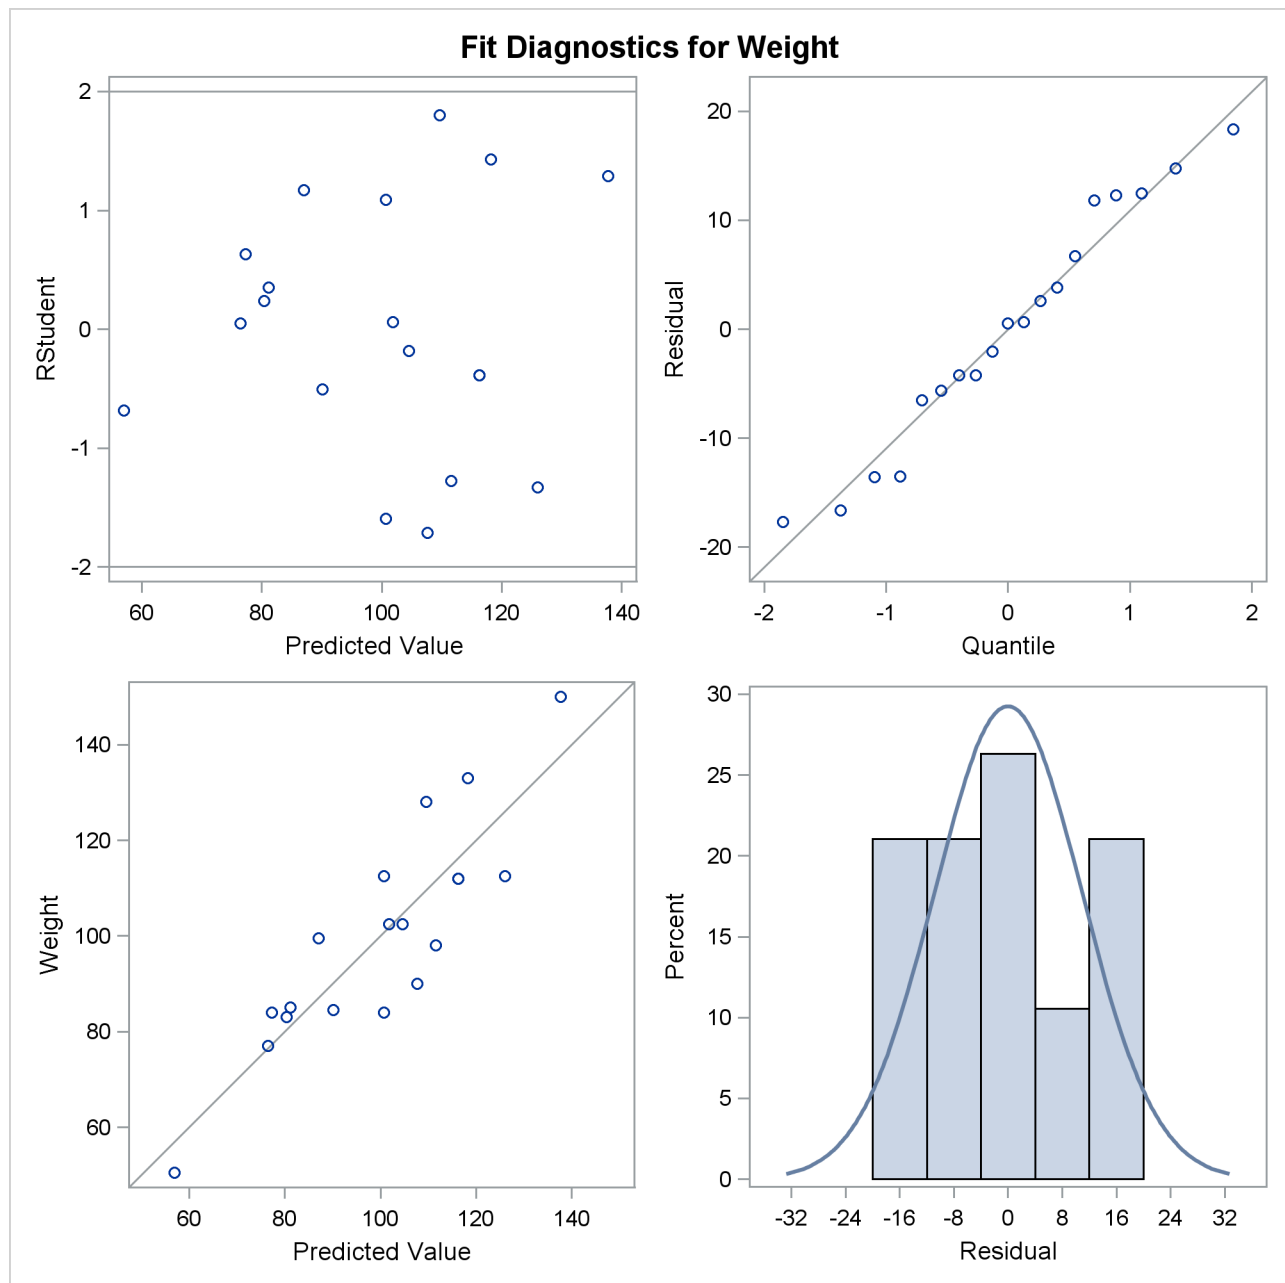 Fit Diagnostics for Weight
2
1
0
-1
-2
RStudent
60 80 100 120 140
Predicted Value
20
10
0
-10
-20
Residual
-2 -1 0 1 2
Quantile
140
120
100
80
60
Weight
60 80 100 120 140
Predicted Value
30
25
20
15
10
5
0
Percent
-32 -24 -16 -8 0 8 16 24 32
Residual